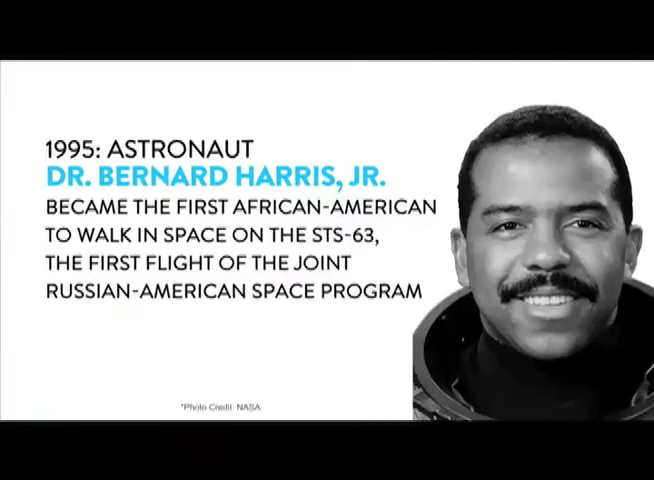 1995: ASTRONAUT
DR. BERNARD HARRIS, JR.
BECAME THE FIRST AFRICAN-AMERICAN
TO WALK IN SPACE ON THE STS-63,
THE FIRST FLIGHT OF THE JOINT
RUSSIAN-AMERICAN SPACE PROGRAM
*Photo Credit: NASA